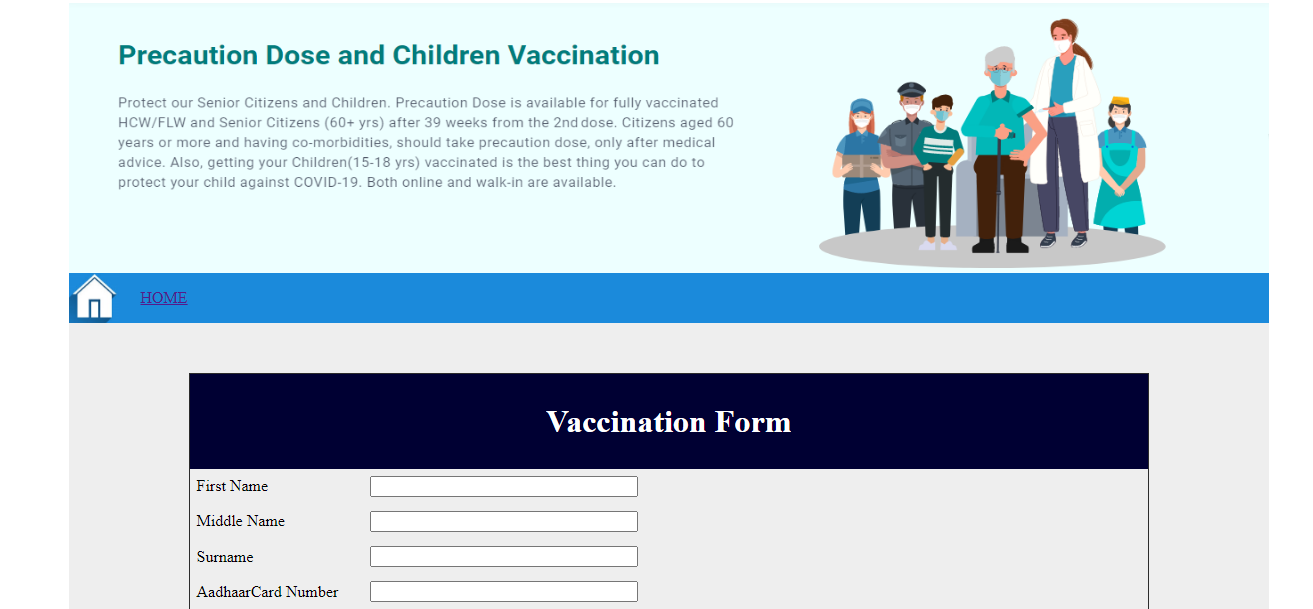 Precaution Dose and Children Vaccination
Protect our Senior Citizens and Children. Precaution Dose is available for fully vaccinated
HCW/FLW and Senior Citizens (60+ yrs) after 39 weeks from the 2nd dose. Citizens aged 60
years or more and having co-morbidities, should take precaution dose, only after medical
advice. Also, getting your Children(15-18 yrs) vaccinated is the best thing you can do to
protect your child against COVID-19. Both online and walk-in are available.
HOME
Vaccination Form
First Name
Middle Name
Surname
AadhaarCard Number